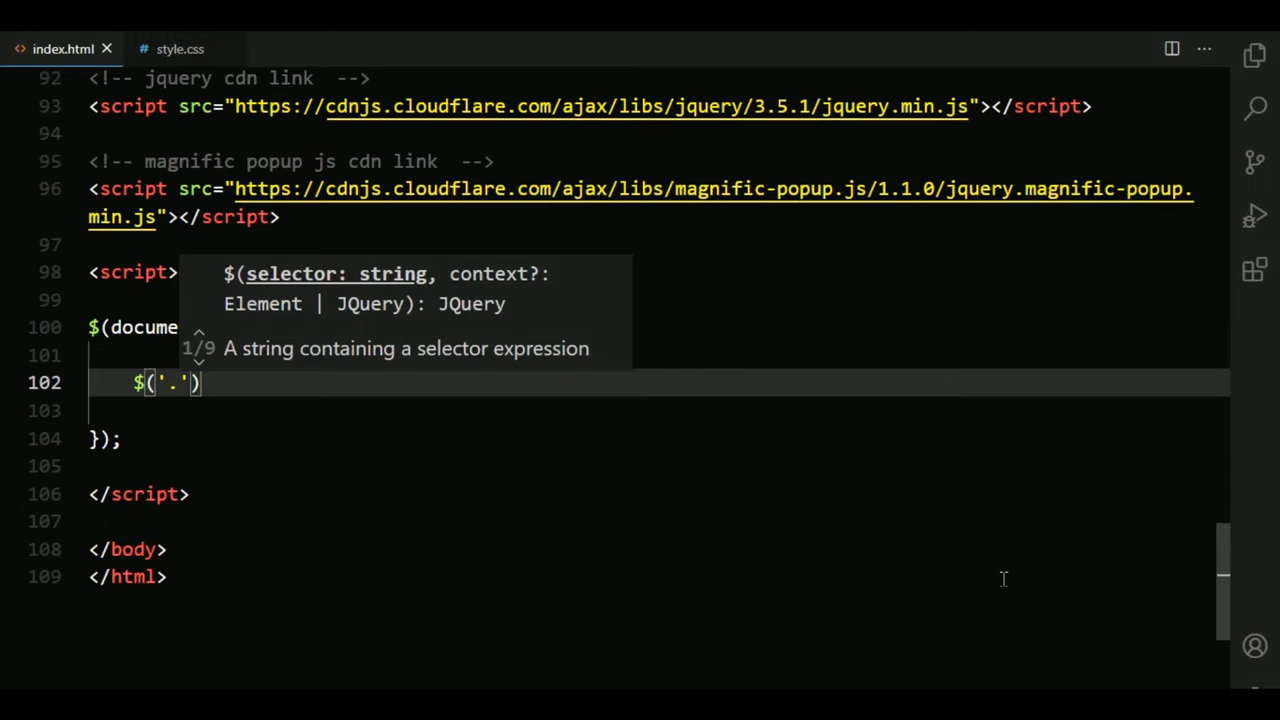 index.html
style.css
92 <!-- jquery cdn link -->
93 <script src="https://cdnjs.cloudflare.com/ajax/libs/jquery/3.5.1/jquery.min.js"></script>
94
95 <!-- magnific popup js cdn link -->
96 <script src="https://cdnjs.cloudflare.com/ajax/libs/magnific-popup.js/1.1.0/jquery.magnific-popup.
min.js"></script>
97
98 <script>
$(selector: string, context?:
99
Element | JQuery): JQuery
100 $(docume
1/9 A string containing a selector expression
101
102 $('.')
103
104 });
105
106 </script>
107
108 </body>
109 </html>